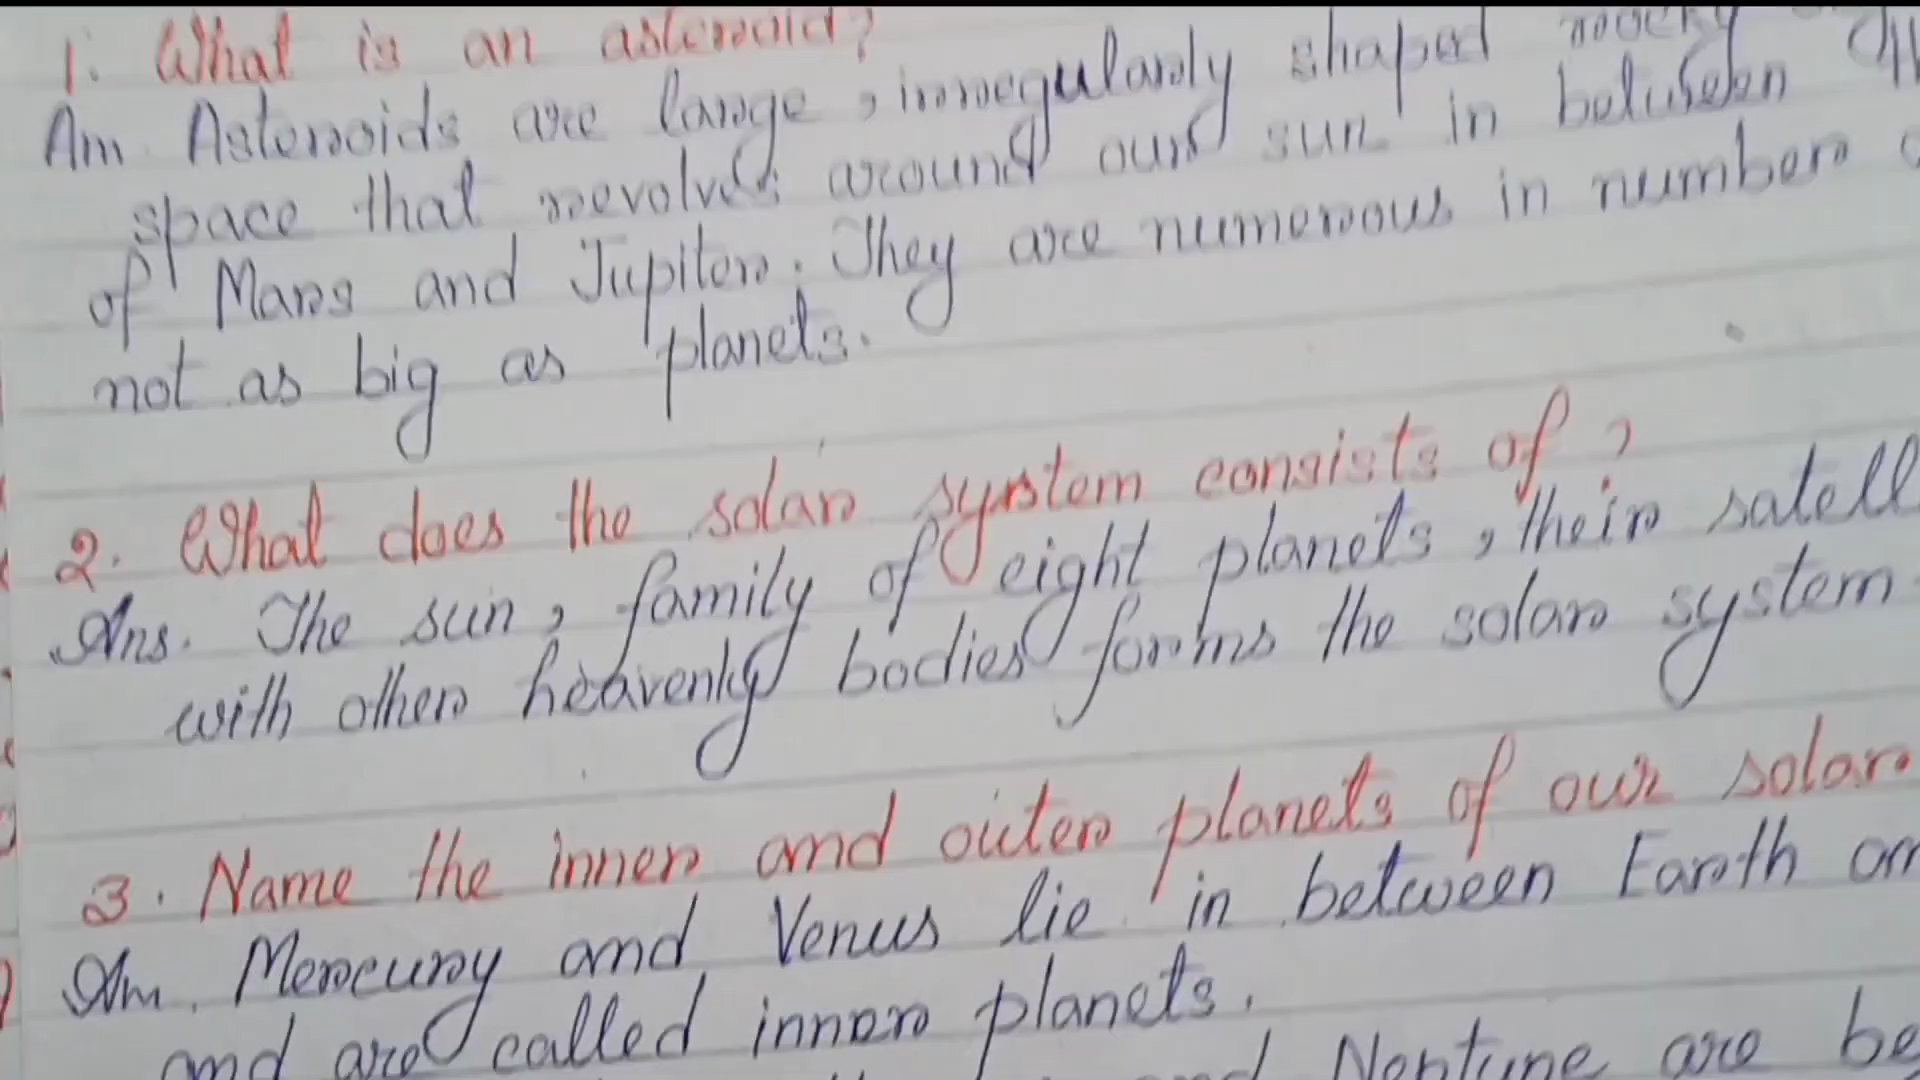 1. What is an asteroid?
Ans Asteroids are large, irregularly shaped rocky
space that revolves around our sun in between
of Mars and Jupiter. They are numerous in number
not as big as planets.
2. What does the solar system consists of ?
Ans. The sun, family of eight planets, their satell
with other heavenly bodies forms the solar system
3. Name the inner and outer planets of our solar
Ans. Mercury and Venus lie in between Earth an
and are called inner planets.
Neptune are be